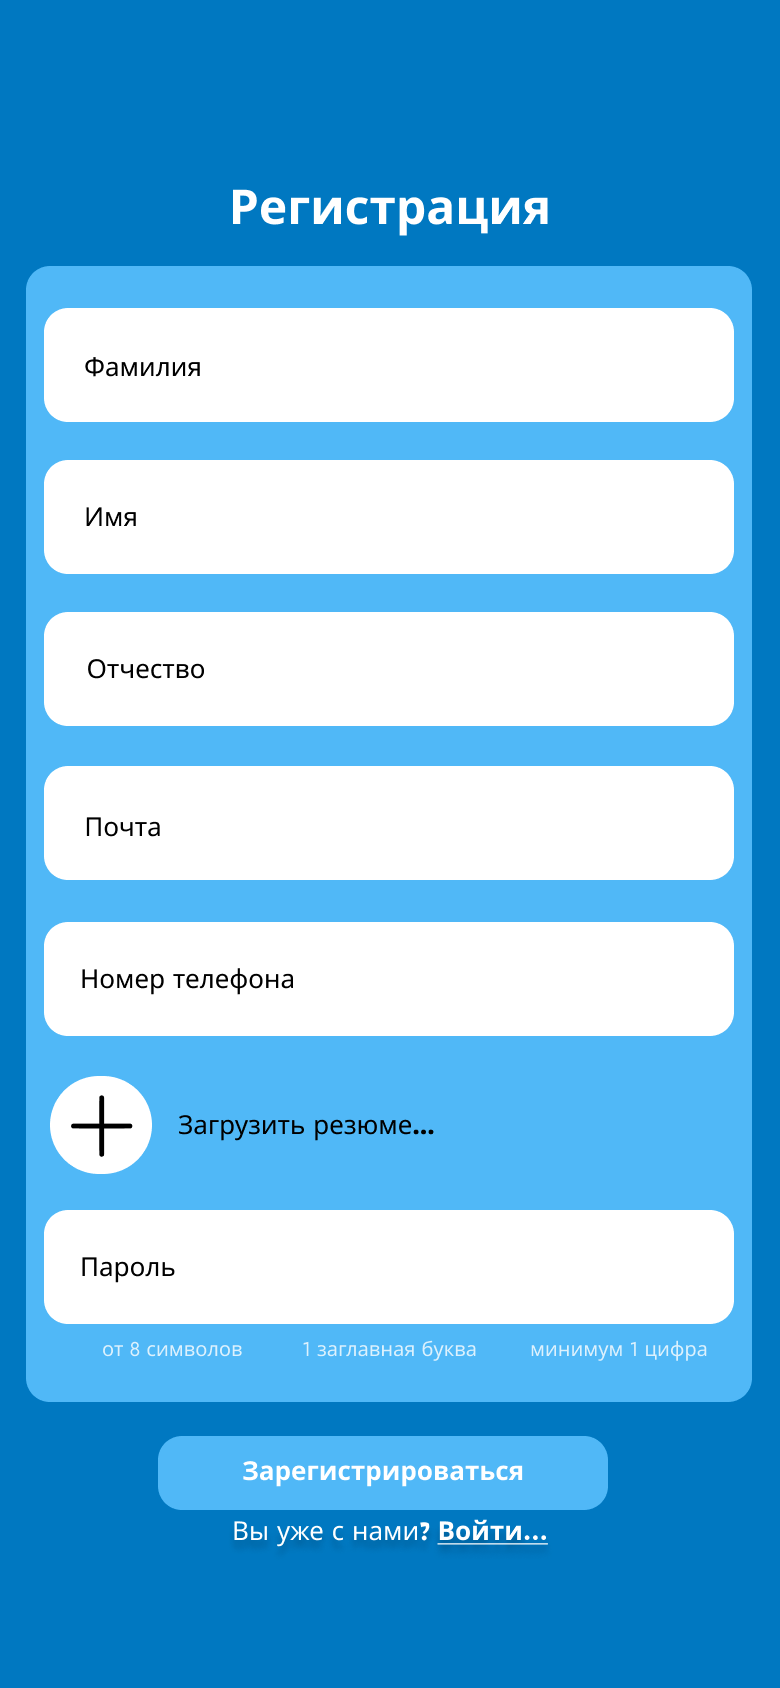 Регистрация
Фамилия
Имя
Отчество
Почта
Номер телефона
Загрузить резюме...
Пароль
от 8 символов 1 заглавная буква минимум 1 цифра
Зарегистрироваться
Вы уже с нами? Войти...